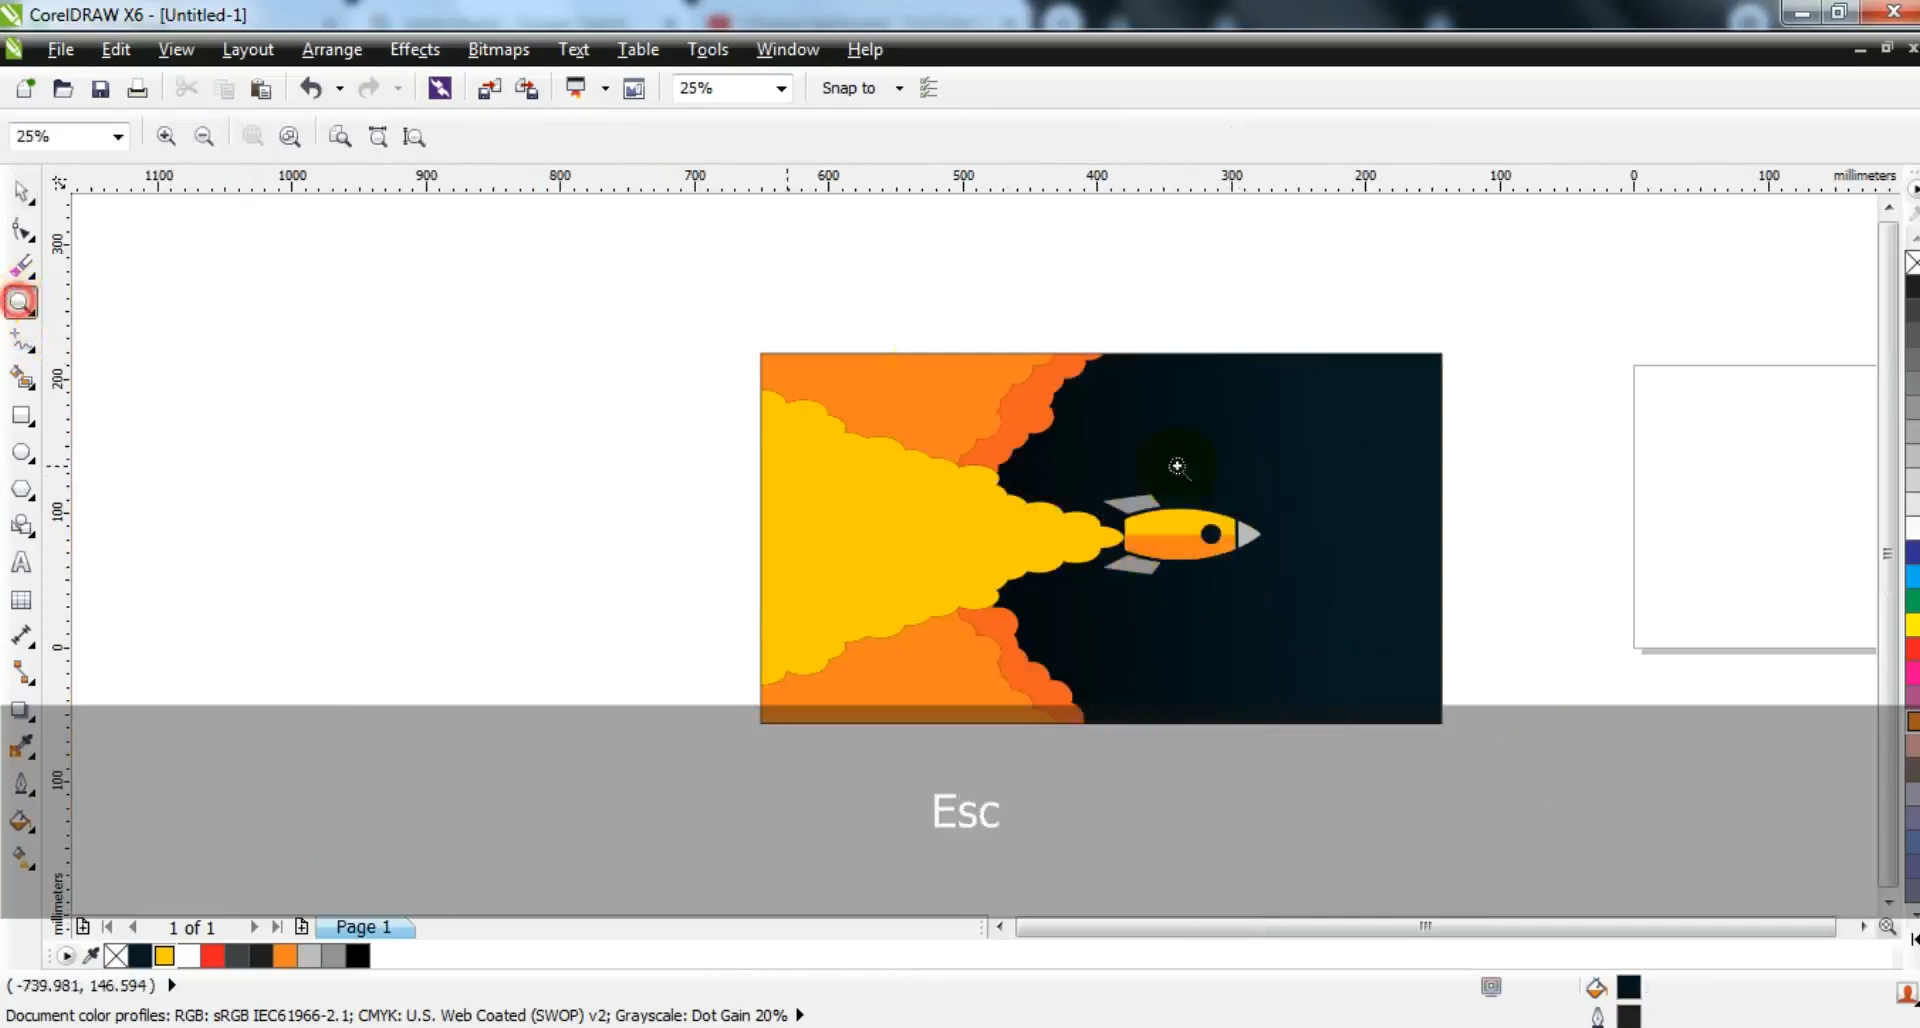 CorelDRAW X6 - [Untitled-1]
File Edit View Layout Arrange Effects Bitmaps Text Table Tools Window Help
25% Snap to
25%
1100 1000 900 800 700 600 500 400 300 200 100 0 100 millimeters
300
200
100
0
100
millimeters
Esc
1 of 1 Page 1
( -739.981, 146.594 )
Document color profiles: RGB: sRGB IEC61966-2.1; CMYK: U.S. Web Coated (SWOP) v2; Grayscale: Dot Gain 20%